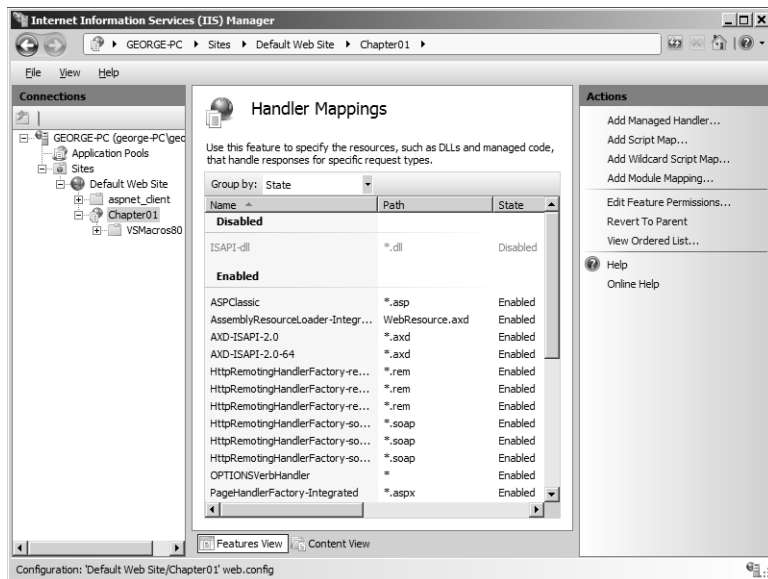 Internet Information Services (IIS) Manager
GEORGE-PC Sites Default Web Site Chapter01
File View Help
Connections
GEORGE-PC (george-PC\geo
Application Pools
Sites
Default Web Site
aspnet_client
Chapter01
VSMacros80
Handler Mappings
Use this feature to specify the resources, such as DLLs and managed code,
that handle responses for specific request types.
Group by: State
Name Path State
Disabled
ISAPI-dll *.dll Disabled
Enabled
ASPClassic *.asp Enabled
AssemblyResourceLoader-Integr... WebResource.axd Enabled
AXD-ISAPI-2.0 *.axd Enabled
AXD-ISAPI-2.0-64 *.axd Enabled
HttpRemotingHandlerFactory-re... *.rem Enabled
HttpRemotingHandlerFactory-re... *.rem Enabled
HttpRemotingHandlerFactory-re... *.rem Enabled
HttpRemotingHandlerFactory-so... *.soap Enabled
HttpRemotingHandlerFactory-so... *.soap Enabled
HttpRemotingHandlerFactory-so... *.soap Enabled
OPTIONSVerbHandler * Enabled
PageHandlerFactory-Integrated *.aspx Enabled
Features View Content View
Actions
Add Managed Handler...
Add Script Map...
Add Wildcard Script Map...
Add Module Mapping...
Edit Feature Permissions...
Revert To Parent
View Ordered List...
Help
Online Help
Configuration: 'Default Web Site/Chapter01' web.config